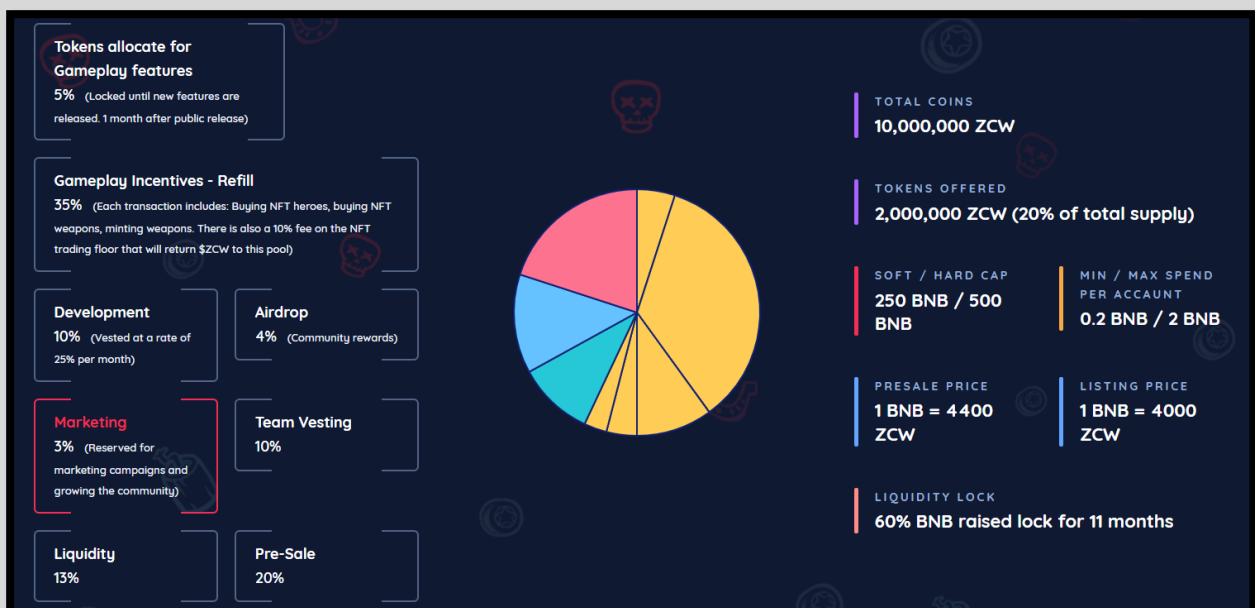 Tokens allocate for
Gameplay features
5% (Locked until new features are
released. 1 month after public release)
Gameplay Incentives - Refill
35% (Each transaction includes: Buying NFT heroes, buying NFT
weapons, minting weapons. There is also a 10% fee on the NFT
trading floor that will return $ZCW to this pool)
Development
10% (Vested at a rate of
25% per month)
Airdrop
4% (Community rewards)
Marketing
3% (Reserved for
marketing campaigns and
growing the community)
Team Vesting
10%
Liquidity
13%
Pre-Sale
20%
TOTAL COINS
10,000,000 ZCW
TOKENS OFFERED
2,000,000 ZCW (20% of total supply)
SOFT / HARD CAP
250 BNB / 500
BNB
MIN / MAX SPEND
PER ACCAUNT
0.2 BNB / 2 BNB
PRESALE PRICE
1 BNB = 4400
ZCW
LISTING PRICE
1 BNB = 4000
ZCW
LIQUIDITY LOCK
60% BNB raised lock for 11 months